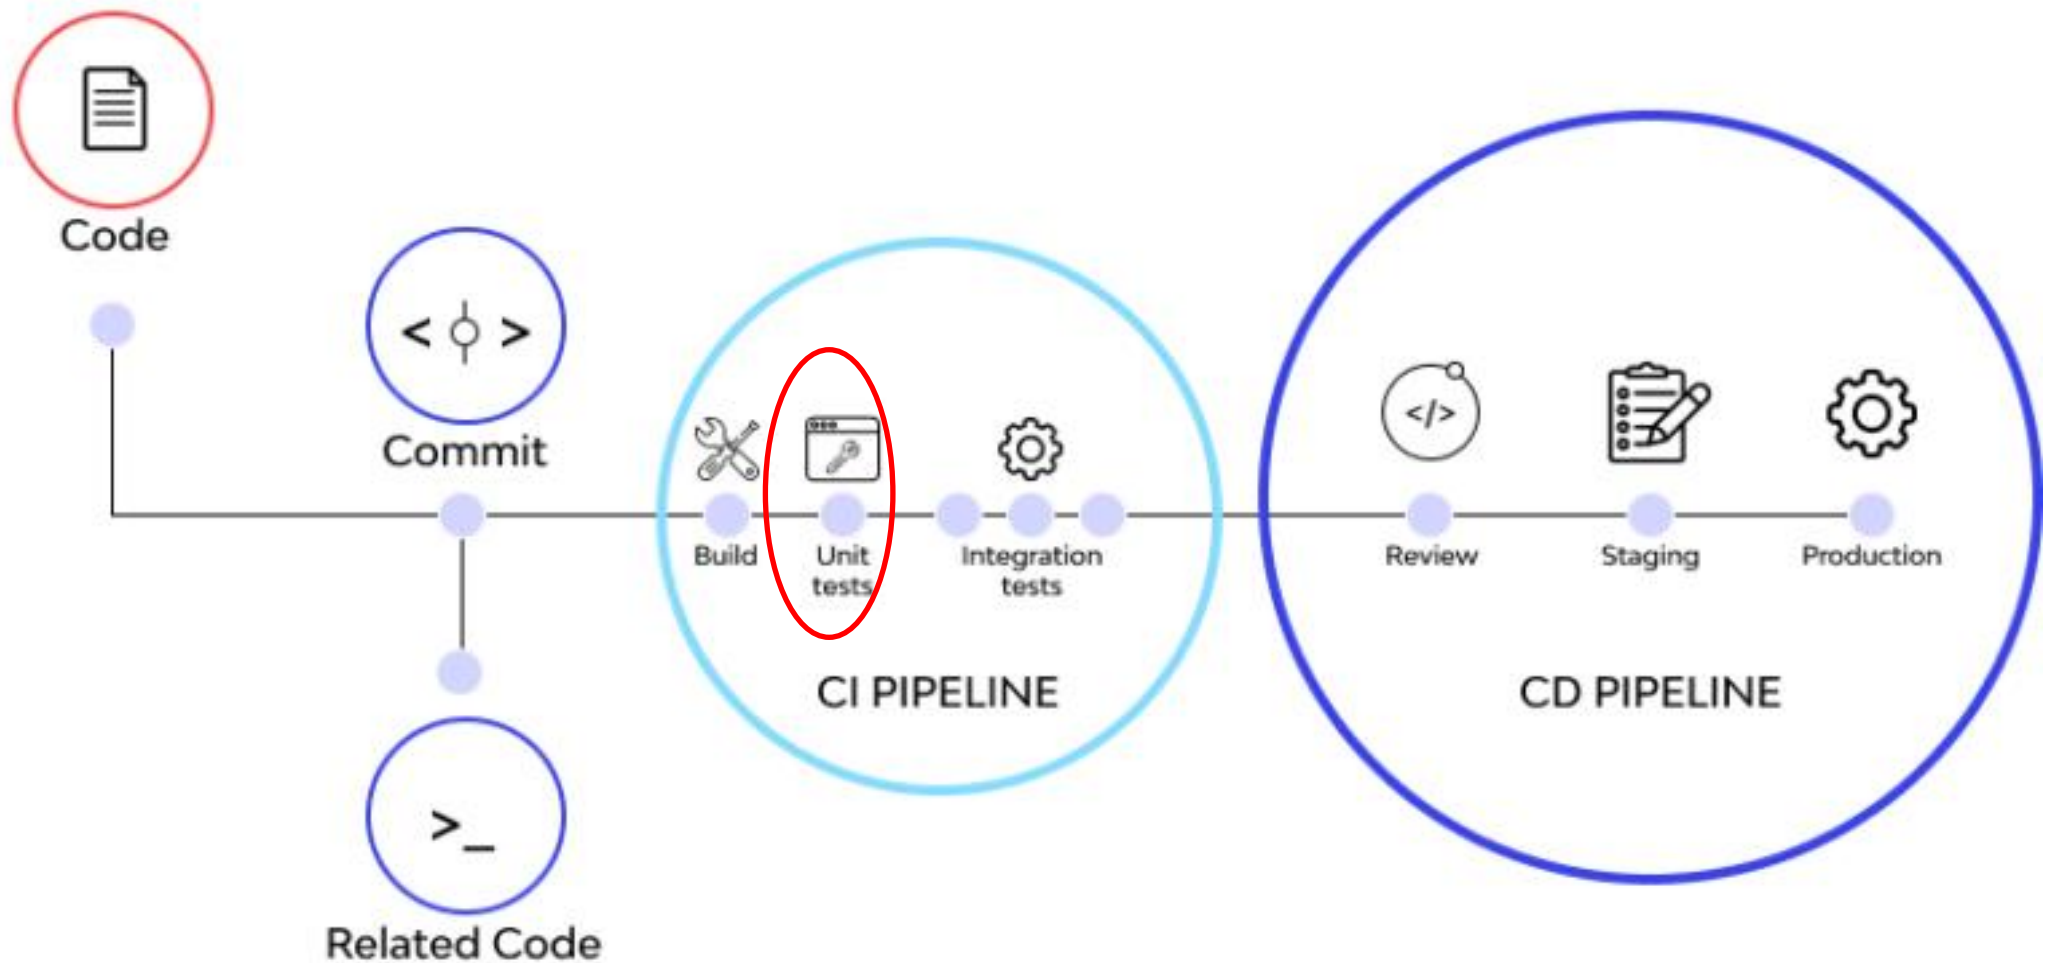 Code
< >
Commit
>_
Related Code
Build
Unit
tests
Integration
tests
CI PIPELINE
</>
Review
Staging
Production
CD PIPELINE